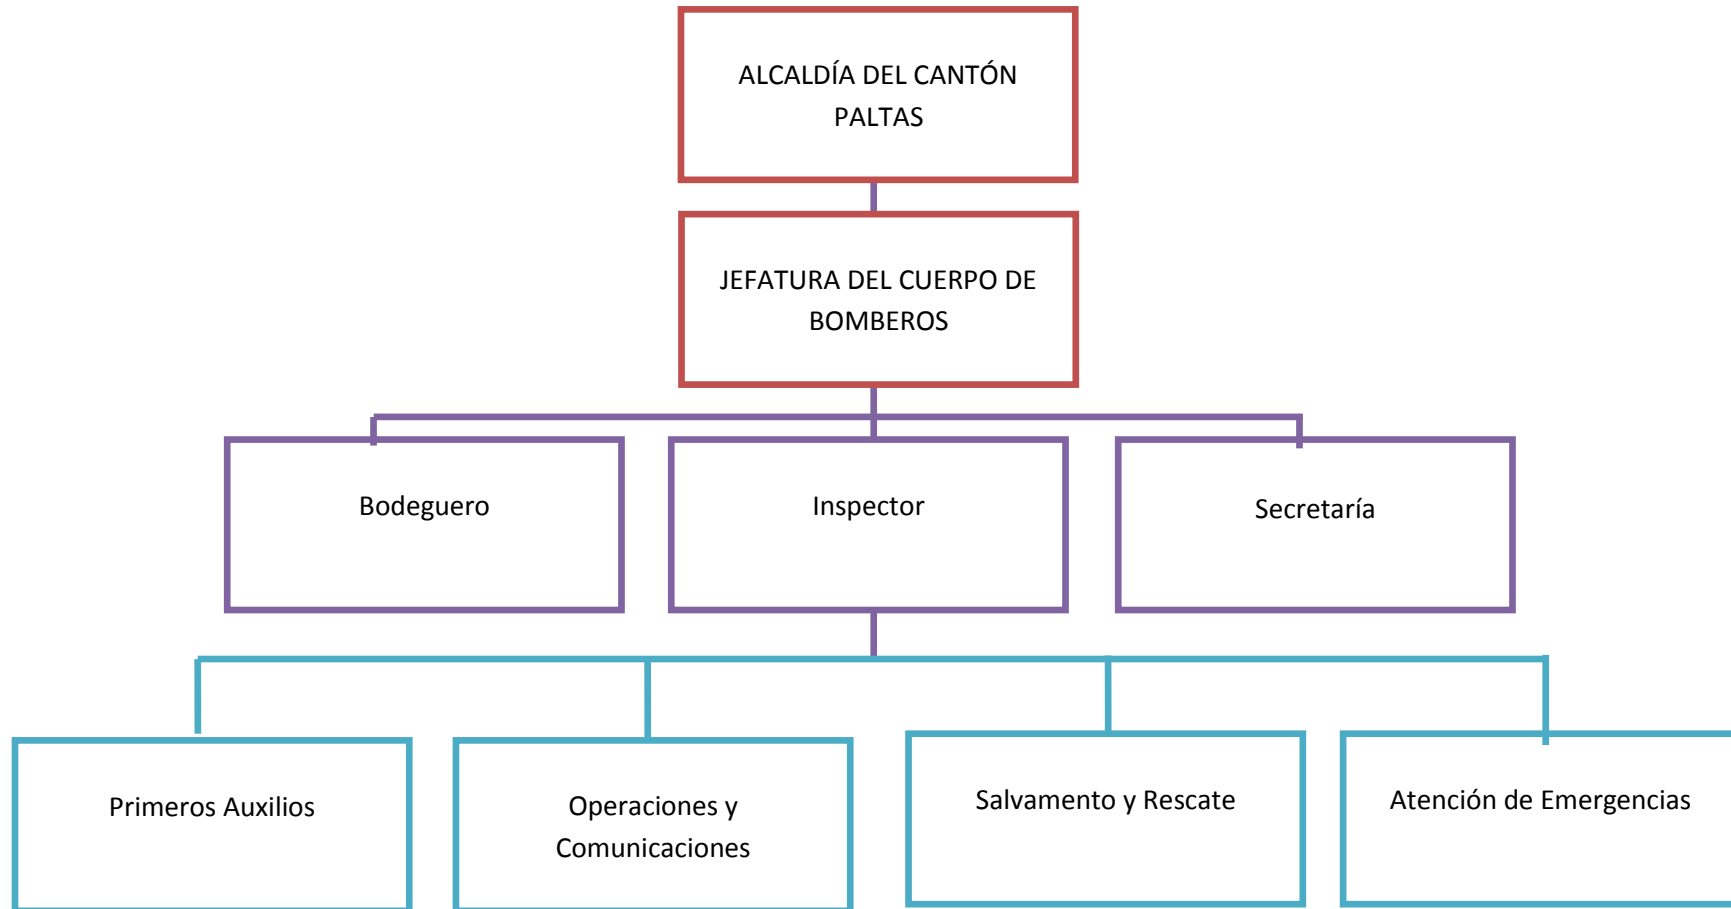 ALCALDÍA DEL CANTÓN
PALTAS
JEFATURA DEL CUERPO DE
BOMBEROS
Bodeguero
Inspector
Secretaría
Primeros Auxilios
Operaciones y
Comunicaciones
Salvamento y Rescate
Atención de Emergencias